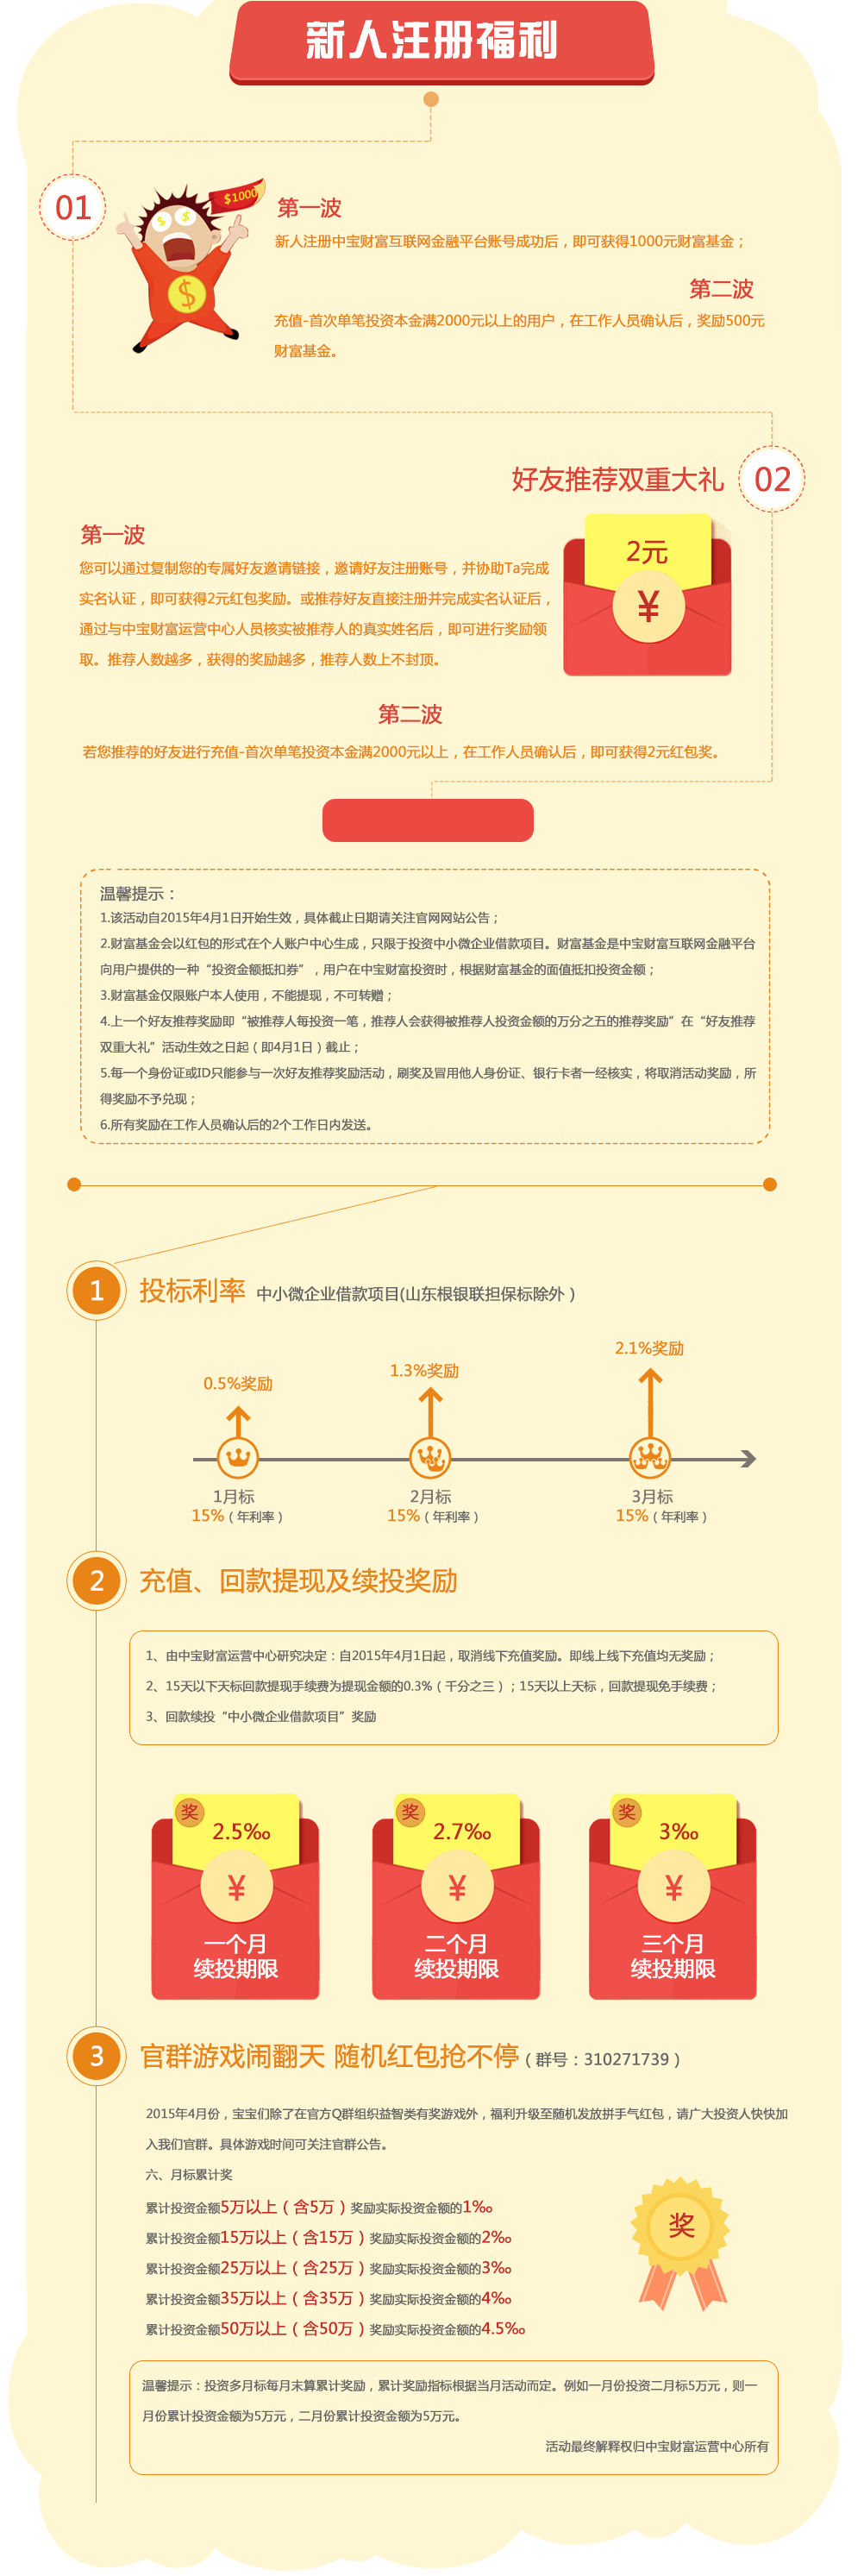 新人注册福利
01
$1000
$ $
$
第一波
新人注册中宝财富互联网金融平台账号成功后，即可获得1000元财富基金；
第二波
充值-首次单笔投资本金满2000元以上的用户，在工作人员确认后，奖励500元
财富基金。
好友推荐双重大礼
02
第一波
您可以通过复制您的专属好友邀请链接，邀请好友注册账号，并协助Ta完成
实名认证，即可获得2元红包奖励。或推荐好友直接注册并完成实名认证后，
通过与中宝财富运营中心人员核实被推荐人的真实姓名后，即可进行奖励领
取。推荐人数越多，获得的奖励越多，推荐人数上不封顶。
2元
¥
第二波
若您推荐的好友进行充值-首次单笔投资本金满2000元以上，在工作人员确认后，即可获得2元红包奖。
温馨提示：
1.该活动自2015年4月1日开始生效，具体截止日期请关注官网网站公告；
2.财富基金会以红包的形式在个人账户中心生成，只限于投资中小微企业借款项目。财富基金是中宝财富互联网金融平台
向用户提供的一种“投资金额抵扣券”，用户在中宝财富投资时，根据财富基金的面值抵扣投资金额；
3.财富基金仅限账户本人使用，不能提现，不可转赠；
4.上一个好友推荐奖励即“被推荐人每投资一笔，推荐人会获得被推荐人投资金额的万分之五的推荐奖励”在“好友推荐
双重大礼”活动生效之日起（即4月1日）截止；
5.每一个身份证或ID只能参与一次好友推荐奖励活动，刷奖及冒用他人身份证、银行卡者一经核实，将取消活动奖励，所
得奖励不予兑现；
6.所有奖励在工作人员确认后的2个工作日内发送。
1 投标利率 中小微企业借款项目(山东根银联担保标除外）
0.5%奖励 1.3%奖励 2.1%奖励
1月标 2月标 3月标
15%（年利率） 15%（年利率） 15%（年利率）
2 充值、回款提现及续投奖励
1、由中宝财富运营中心研究决定：自2015年4月1日起，取消线下充值奖励。即线上线下充值均无奖励；
2、15天以下天标回款提现手续费为提现金额的0.3%（千分之三）；15天以上天标，回款提现免手续费；
3、回款续投“中小微企业借款项目”奖励
奖 奖 奖
2.5‰ 2.7‰ 3‰
¥ ¥ ¥
一个月 二个月 三个月
续投期限 续投期限 续投期限
3 官群游戏闹翻天 随机红包抢不停（群号：310271739）
2015年4月份，宝宝们除了在官方Q群组织益智类有奖游戏外，福利升级至随机发放拼手气红包，请广大投资人快快加
入我们官群。具体游戏时间可关注官群公告。
六、月标累计奖
累计投资金额5万以上（含5万）奖励实际投资金额的1‰
累计投资金额15万以上（含15万）奖励实际投资金额的2‰
累计投资金额25万以上（含25万）奖励实际投资金额的3‰
累计投资金额35万以上（含35万）奖励实际投资金额的4‰
累计投资金额50万以上（含50万）奖励实际投资金额的4.5‰
奖
温馨提示：投资多月标每月末算累计奖励，累计奖励指标根据当月活动而定。例如一月份投资二月标5万元，则一
月份累计投资金额为5万元，二月份累计投资金额为5万元。
活动最终解释权归中宝财富运营中心所有